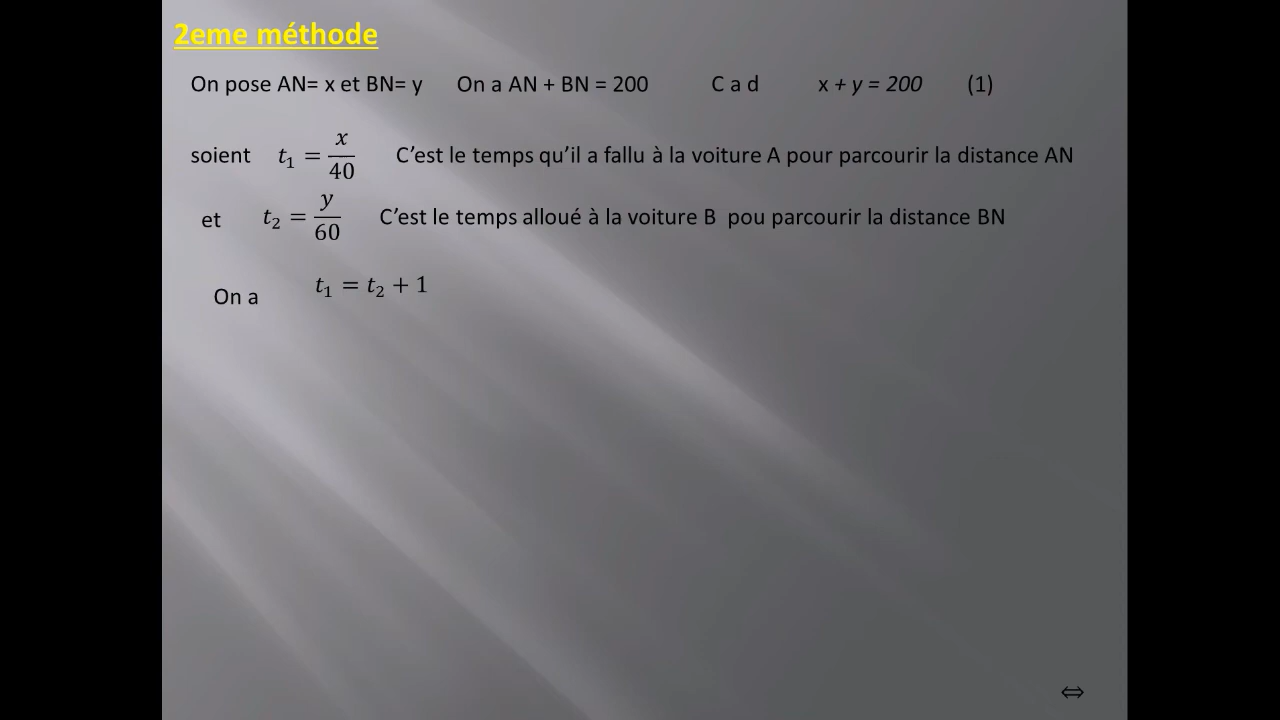 2eme méthode
On pose AN= x et BN= y On a AN + BN = 200 C a d x + y = 200 (1)
soient t₁ = x/40 C’est le temps qu’il a fallu à la voiture A pour parcourir la distance AN
et t₂ = y/60 C’est le temps alloué à la voiture B pou parcourir la distance BN
On a t₁ = t₂ + 1
⇔